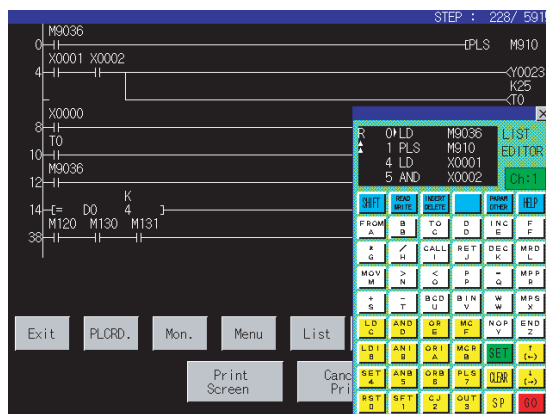 STEP : 228/ 5915
M9036
0 PLS M910
X0001 X0002
4 Y0023
K25
T0
X0000
8
T0
10
M9036
12
K
14 [= D0 4 ]
M120 M130 M131
38
R 0 LD M9036
1 PLS M910
4 LD X0001
5 AND X0002
LIST
EDITOR
Ch:1
SHIFT READ WRITE INSERT DELETE PARAM OTHER HELP
FROM A B B TO C D D INC E F F
* G / H CALL I RET J DEC K MRD L
MOV M > N < O P P = Q MPP R
+ S - T BCD U BIN V W W MPS X
LD C AND D OR E MC F NOP Y END Z
LDI 8 ANI 9 ORI A MCR B SET ↑ (←)
SET 4 ANB 5 ORB 6 PLS 7 CLEAR ↓ (→)
RST 0 SFT 1 CJ 2 OUT 3 SP GO
Exit PLCRD. Mon. Menu List
Print
Screen
Canc
Pri